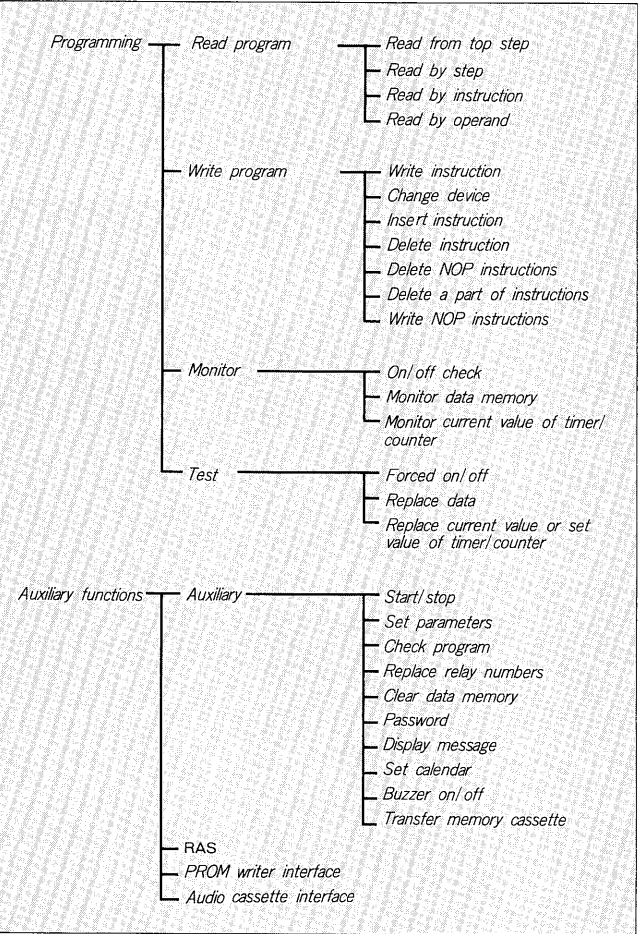 Programming
Read program
Read from top step
Read by step
Read by instruction
Read by operand
Write program
Write instruction
Change device
Insert instruction
Delete instruction
Delete NOP instructions
Delete a part of instructions
Write NOP instructions
Monitor
On/off check
Monitor data memory
Monitor current value of timer/
counter
Test
Forced on/off
Replace data
Replace current value or set
value of timer/counter
Auxiliary functions
Auxiliary
Start/stop
Set parameters
Check program
Replace relay numbers
Clear data memory
Password
Display message
Set calendar
Buzzer on/off
Transfer memory cassette
RAS
PROM writer interface
Audio cassette interface